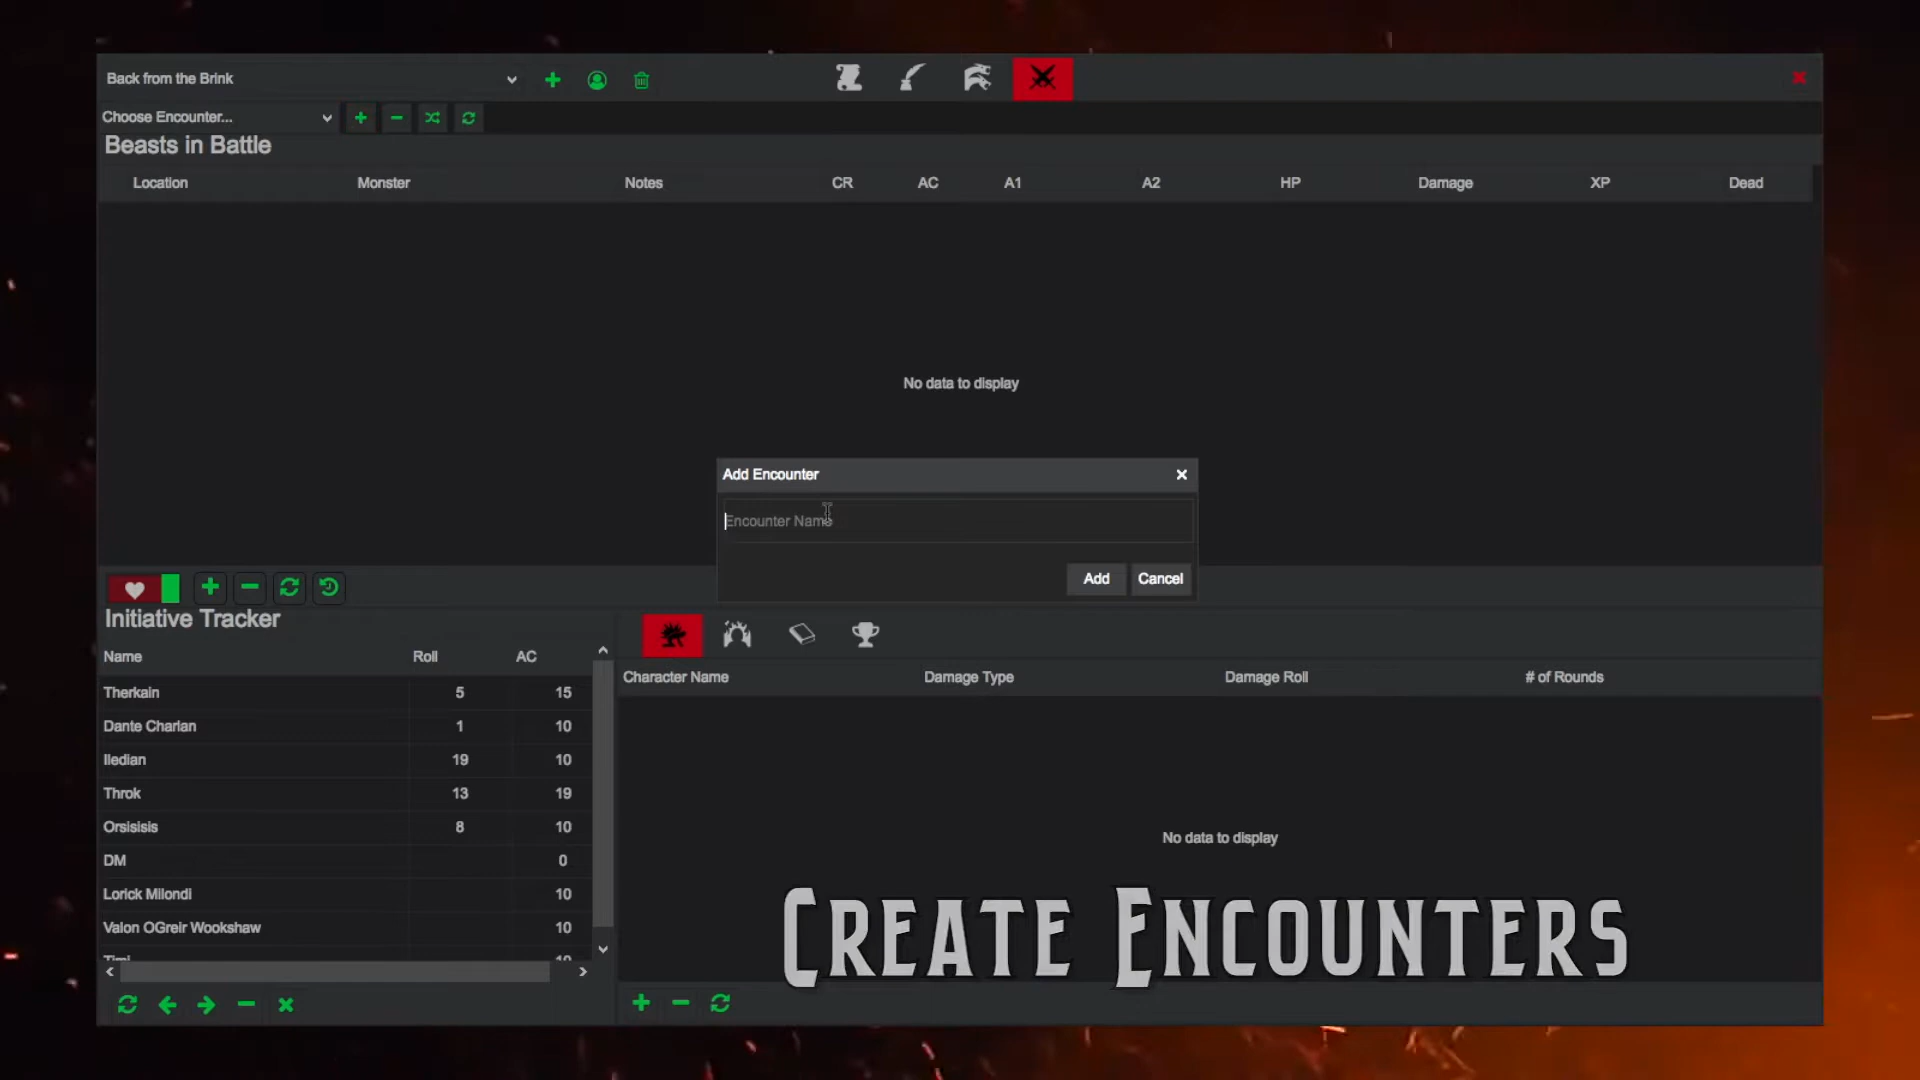 Back from the Brink
Choose Encounter...
Beasts in Battle
Location Monster Notes CR AC A1 A2 HP Damage XP Dead
No data to display
Add Encounter
Encounter Name
Add Cancel
Initiative Tracker
Name Roll AC
Therkain 5 15
Dante Charlan 1 10
Iledian 19 10
Throk 13 19
Orsisisis 8 10
DM 0
Lorick Milondi 10
Valon OGreir Wookshaw 10
Character Name Damage Type Damage Roll # of Rounds
No data to display
CREATE ENCOUNTERS